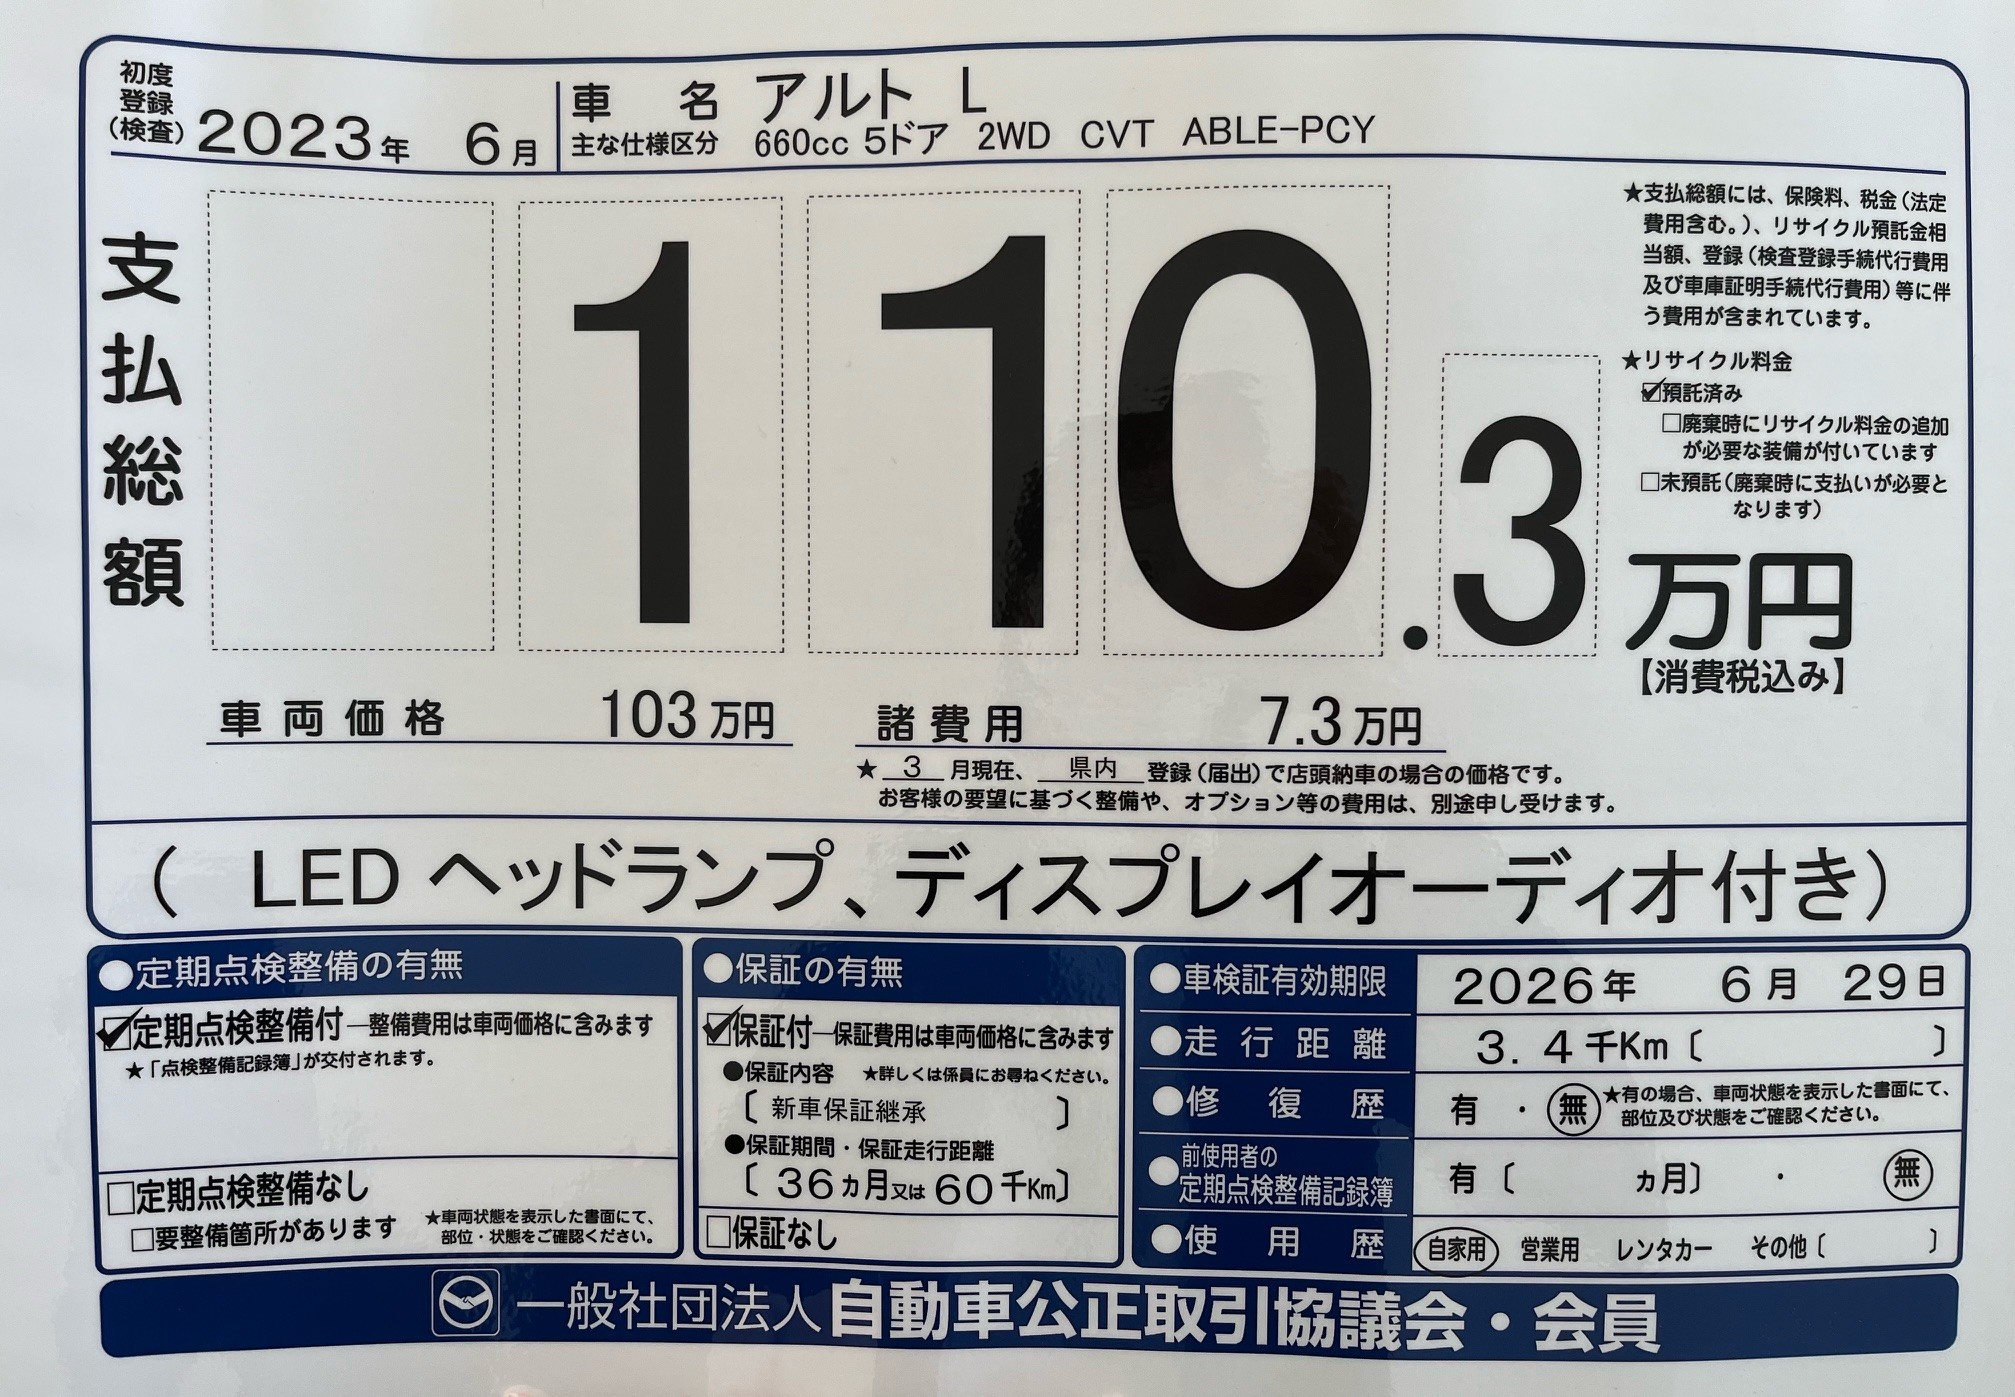 初度
登録
(検査) 2023年 6月
車名 アルト L
主な仕様区分 660cc 5ドア 2WD CVT ABLE-PCY
支払総額
110.3万円
【消費税込み】
★支払総額には、保険料、税金(法定
費用含む。)、リサイクル預託金相
当額、登録(検査登録手続代行費用
及び車庫証明手続代行費用)等に伴
う費用が含まれています。
★リサイクル料金
☑預託済み
□廃棄時にリサイクル料金の追加
が必要な装備が付いています
□未預託(廃棄時に支払いが必要と
なります)
車両価格 103万円
諸費用 7.3万円
★ 3 月現在、 県内 登録(届出)で店頭納車の場合の価格です。
お客様の要望に基づく整備や、オプション等の費用は、別途申し受けます。
( LED ヘッドランプ、ディスプレイオーディオ付き)
●定期点検整備の有無
☑定期点検整備付―整備費用は車両価格に含みます
★「点検整備記録簿」が交付されます。
□定期点検整備なし
□要整備箇所があります
★車両状態を表示した書面にて、
部位・状態をご確認ください。
●保証の有無
☑保証付―保証費用は車両価格に含みます
●保証内容 ★詳しくは係員にお尋ねください。
〔 新車保証継承 〕
●保証期間・保証走行距離
〔 36ヵ月又は 60千Km〕
□保証なし
●車検証有効期限 2026年 6月 29日
●走行距離 3.4千Km〔 〕
●修復歴 有・無 ★有の場合、車両状態を表示した書面にて、
部位及び状態をご確認ください。
●前使用者の
定期点検整備記録簿 有〔 ヵ月〕・無
●使用歴 自家用 営業用 レンタカー その他〔 〕
一般社団法人自動車公正取引協議会・会員